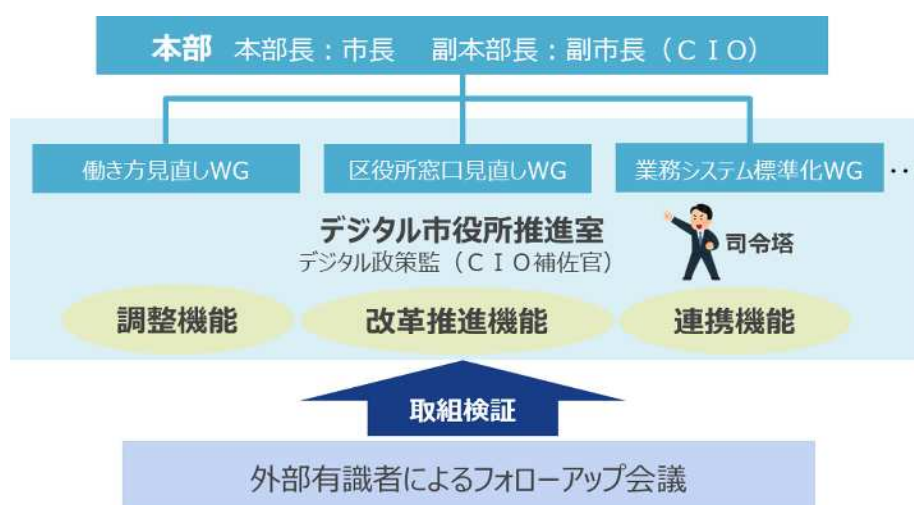 本部 本部長：市長 副本部長：副市長（ＣＩＯ）
働き方見直しWG
区役所窓口見直しWG
業務システム標準化WG
‥
デジタル市役所推進室
デジタル政策監（ＣＩＯ補佐官）
司令塔
調整機能
改革推進機能
連携機能
取組検証
外部有識者によるフォローアップ会議